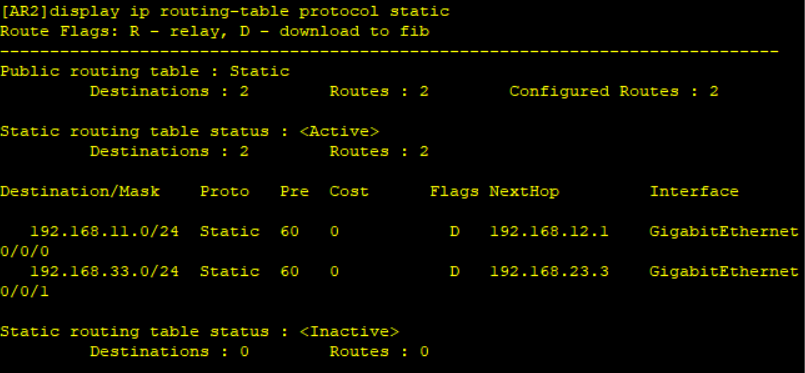 [AR2]display ip routing-table protocol static
Route Flags: R - relay, D - download to fib
------------------------------------------------------------------------------
Public routing table : Static
         Destinations : 2        Routes : 2        Configured Routes : 2
Static routing table status : <Active>
         Destinations : 2        Routes : 2
Destination/Mask    Proto   Pre  Cost      Flags NextHop         Interface
   192.168.11.0/24  Static  60   0           D   192.168.12.1    GigabitEthernet
0/0/0
   192.168.33.0/24  Static  60   0           D   192.168.23.3    GigabitEthernet
0/0/1
Static routing table status : <Inactive>
         Destinations : 0        Routes : 0